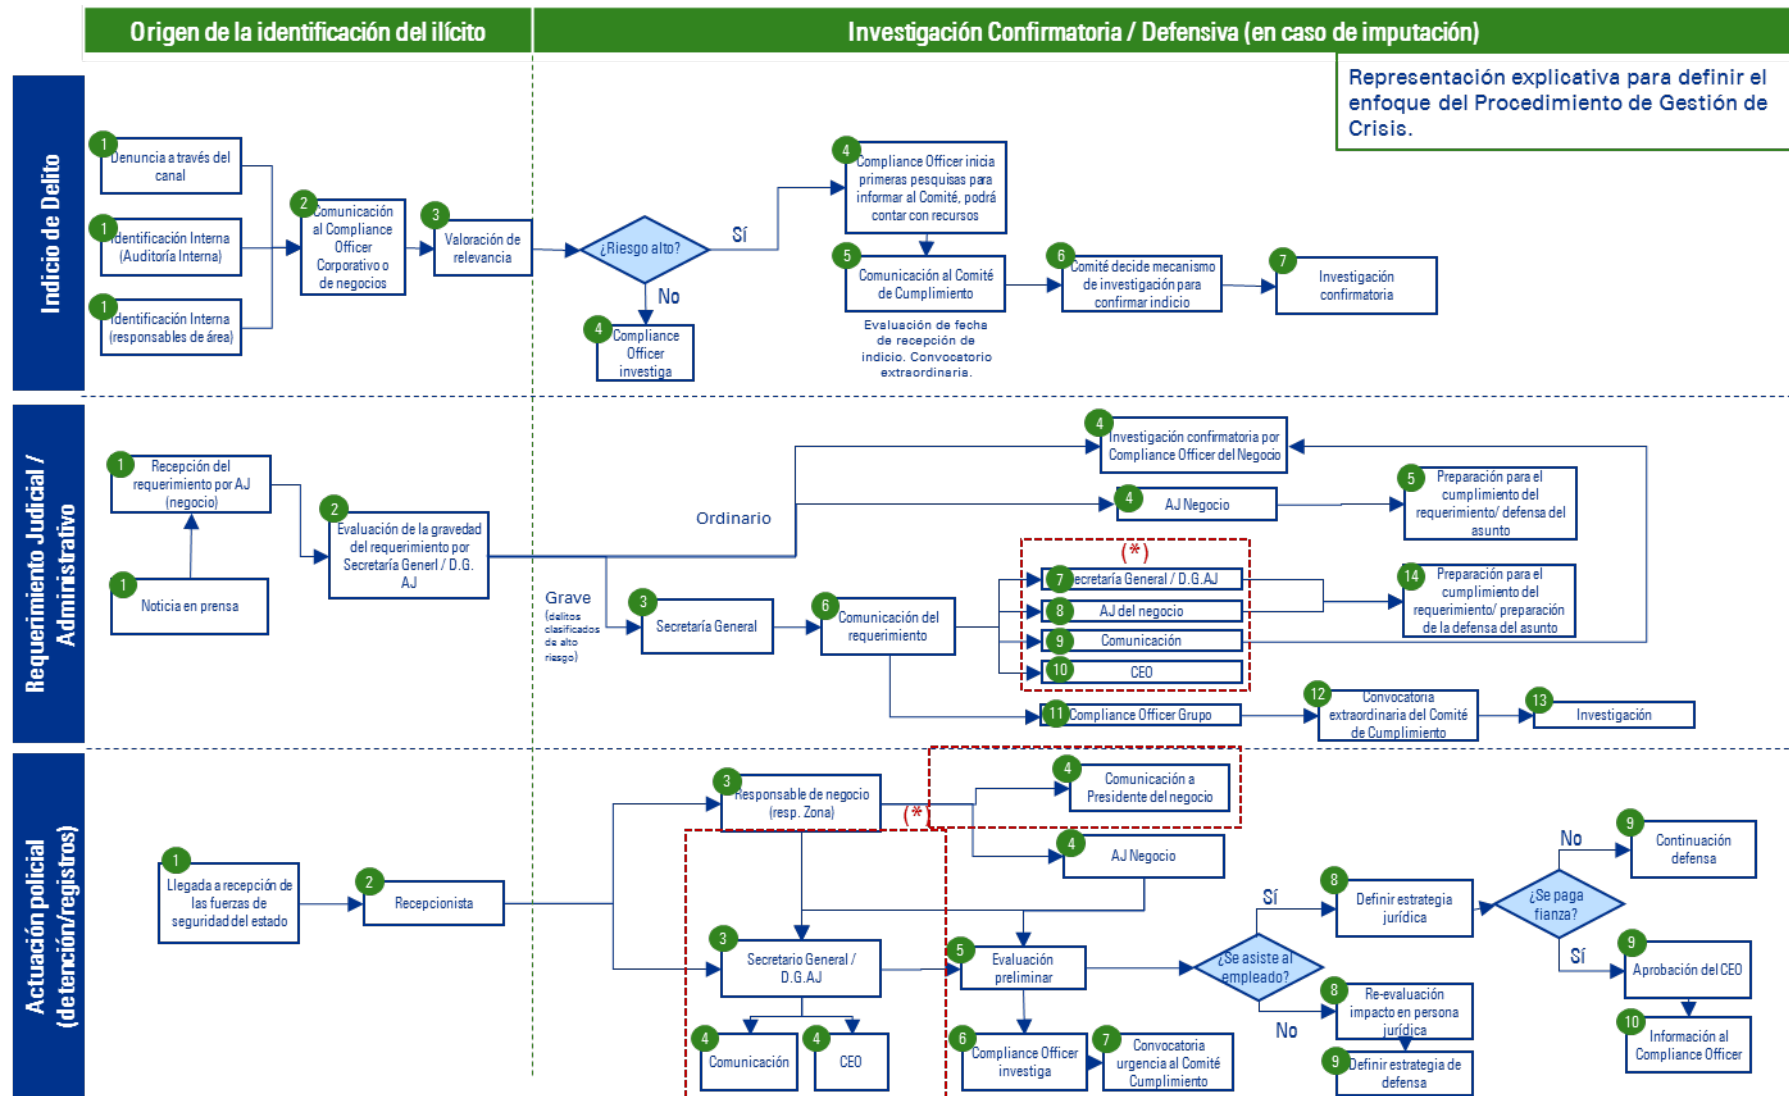 Origen de la identificación del ilícito
Investigación Confirmatoria / Defensiva (en caso de imputación)
Representación explicativa para definir el
enfoque del Procedimiento de Gestión de
Crisis.
Indicio de Delito
1
Denuncia a través del
canal
1
Identificación Interna
(Auditoría Interna)
1
Identificación Interna
(responsables de área)
2
Comunicación
al Compliance
Officer
Corporativo o
de negocios
3
Valoración de
relevancia
¿Riesgo alto?
Sí
No
4
Compliance
Officer
investiga
4
Compliance Officer inicia
primeras pesquisas para
informar al Comité, podrá
contar con recursos
5
Comunicación al Comité
de Cumplimiento
Evaluación de fecha
de recepción de
indicio. Convocatorio
extraordinaria.
6
Comité decide mecanismo
de investigación para
confirmar indicio
7
Investigación
confirmatoria
Requerimiento Judicial /
Administrativo
1
Recepción del
requerimiento por AJ
(negocio)
1
Noticia en prensa
2
Evaluación de la gravedad
del requerimiento por
Secretaría Generl / D.G.
AJ
Ordinario
Grave
(delitos
clasificados
de alto
riesgo)
4
Investigación confirmatoria por
Compliance Officer del Negocio
4
AJ Negocio
5
Preparación para el
cumplimiento del
requerimiento/ defensa del
asunto
3
Secretaría General
6
Comunicación del
requerimiento
(*)
7
Secretaría General / D.G.AJ
8
AJ del negocio
9
Comunicación
10
CEO
14
Preparación para el
cumplimiento del
requerimiento/ preparación
de la defensa del asunto
11
Compliance Officer Grupo
12
Convocatoria
extraordinaria del Comité
de Cumplimiento
13
Investigación
Actuación policial
(detención/registros)
1
Llegada a recepción de
las fuerzas de
seguridad del estado
2
Recepcionista
3
Responsable de negocio
(resp. Zona)
(*)
4
Comunicación a
Presidente del negocio
4
AJ Negocio
3
Secretario General /
D.G.AJ
4
Comunicación
4
CEO
5
Evaluación
preliminar
6
Compliance Officer
investiga
7
Convocatoria
urgencia al Comité
Cumplimiento
¿Se asiste al
empleado?
Sí
No
8
Definir estrategia
jurídica
8
Re-evaluación
impacto en persona
jurídica
9
Definir estrategia de
defensa
¿Se paga
fianza?
No
Sí
9
Continuación
defensa
9
Aprobación del CEO
10
Información al
Compliance Officer